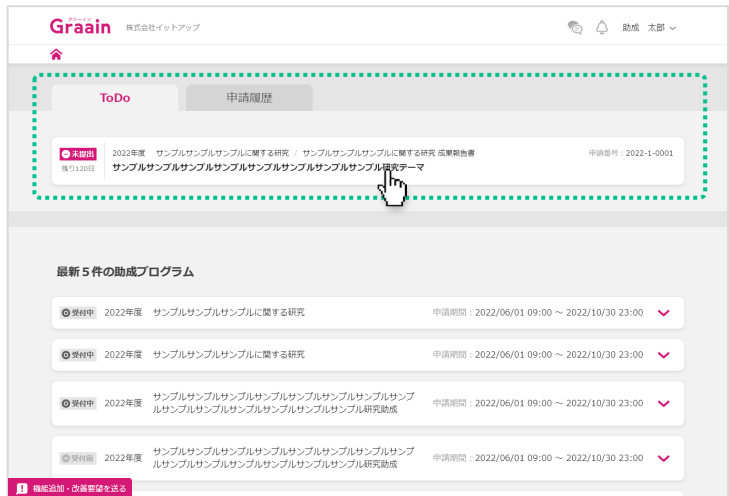 グラーイン
Graain 株式会社イットアップ 助成 太郎
ToDo 申請履歴
未提出 2022年度 サンプルサンプルサンプルに関する研究 / サンプルサンプルサンプルに関する研究 成果報告書 申請番号：2022-1-0001
残り120日 サンプルサンプルサンプルサンプルサンプルサンプルサンプルサンプル研究テーマ
最新５件の助成プログラム
受付中 2022年度 サンプルサンプルサンプルに関する研究 申請期間：2022/06/01 09:00 ～ 2022/10/30 23:00
受付中 2022年度 サンプルサンプルサンプルに関する研究 申請期間：2022/06/01 09:00 ～ 2022/10/30 23:00
受付中 2022年度 サンプルサンプルサンプルサンプルサンプルサンプルサンプルサンプ 申請期間：2022/06/01 09:00 ～ 2022/10/30 23:00
ルサンプルサンプルサンプルサンプルサンプルサンプル研究助成
受付前 2022年度 サンプルサンプルサンプルサンプルサンプルサンプルサンプルサンプ 申請期間：2022/06/01 09:00 ～ 2022/10/30 23:00
ルサンプルサンプルサンプルサンプルサンプルサンプル研究助成
機能追加・改善要望を送る